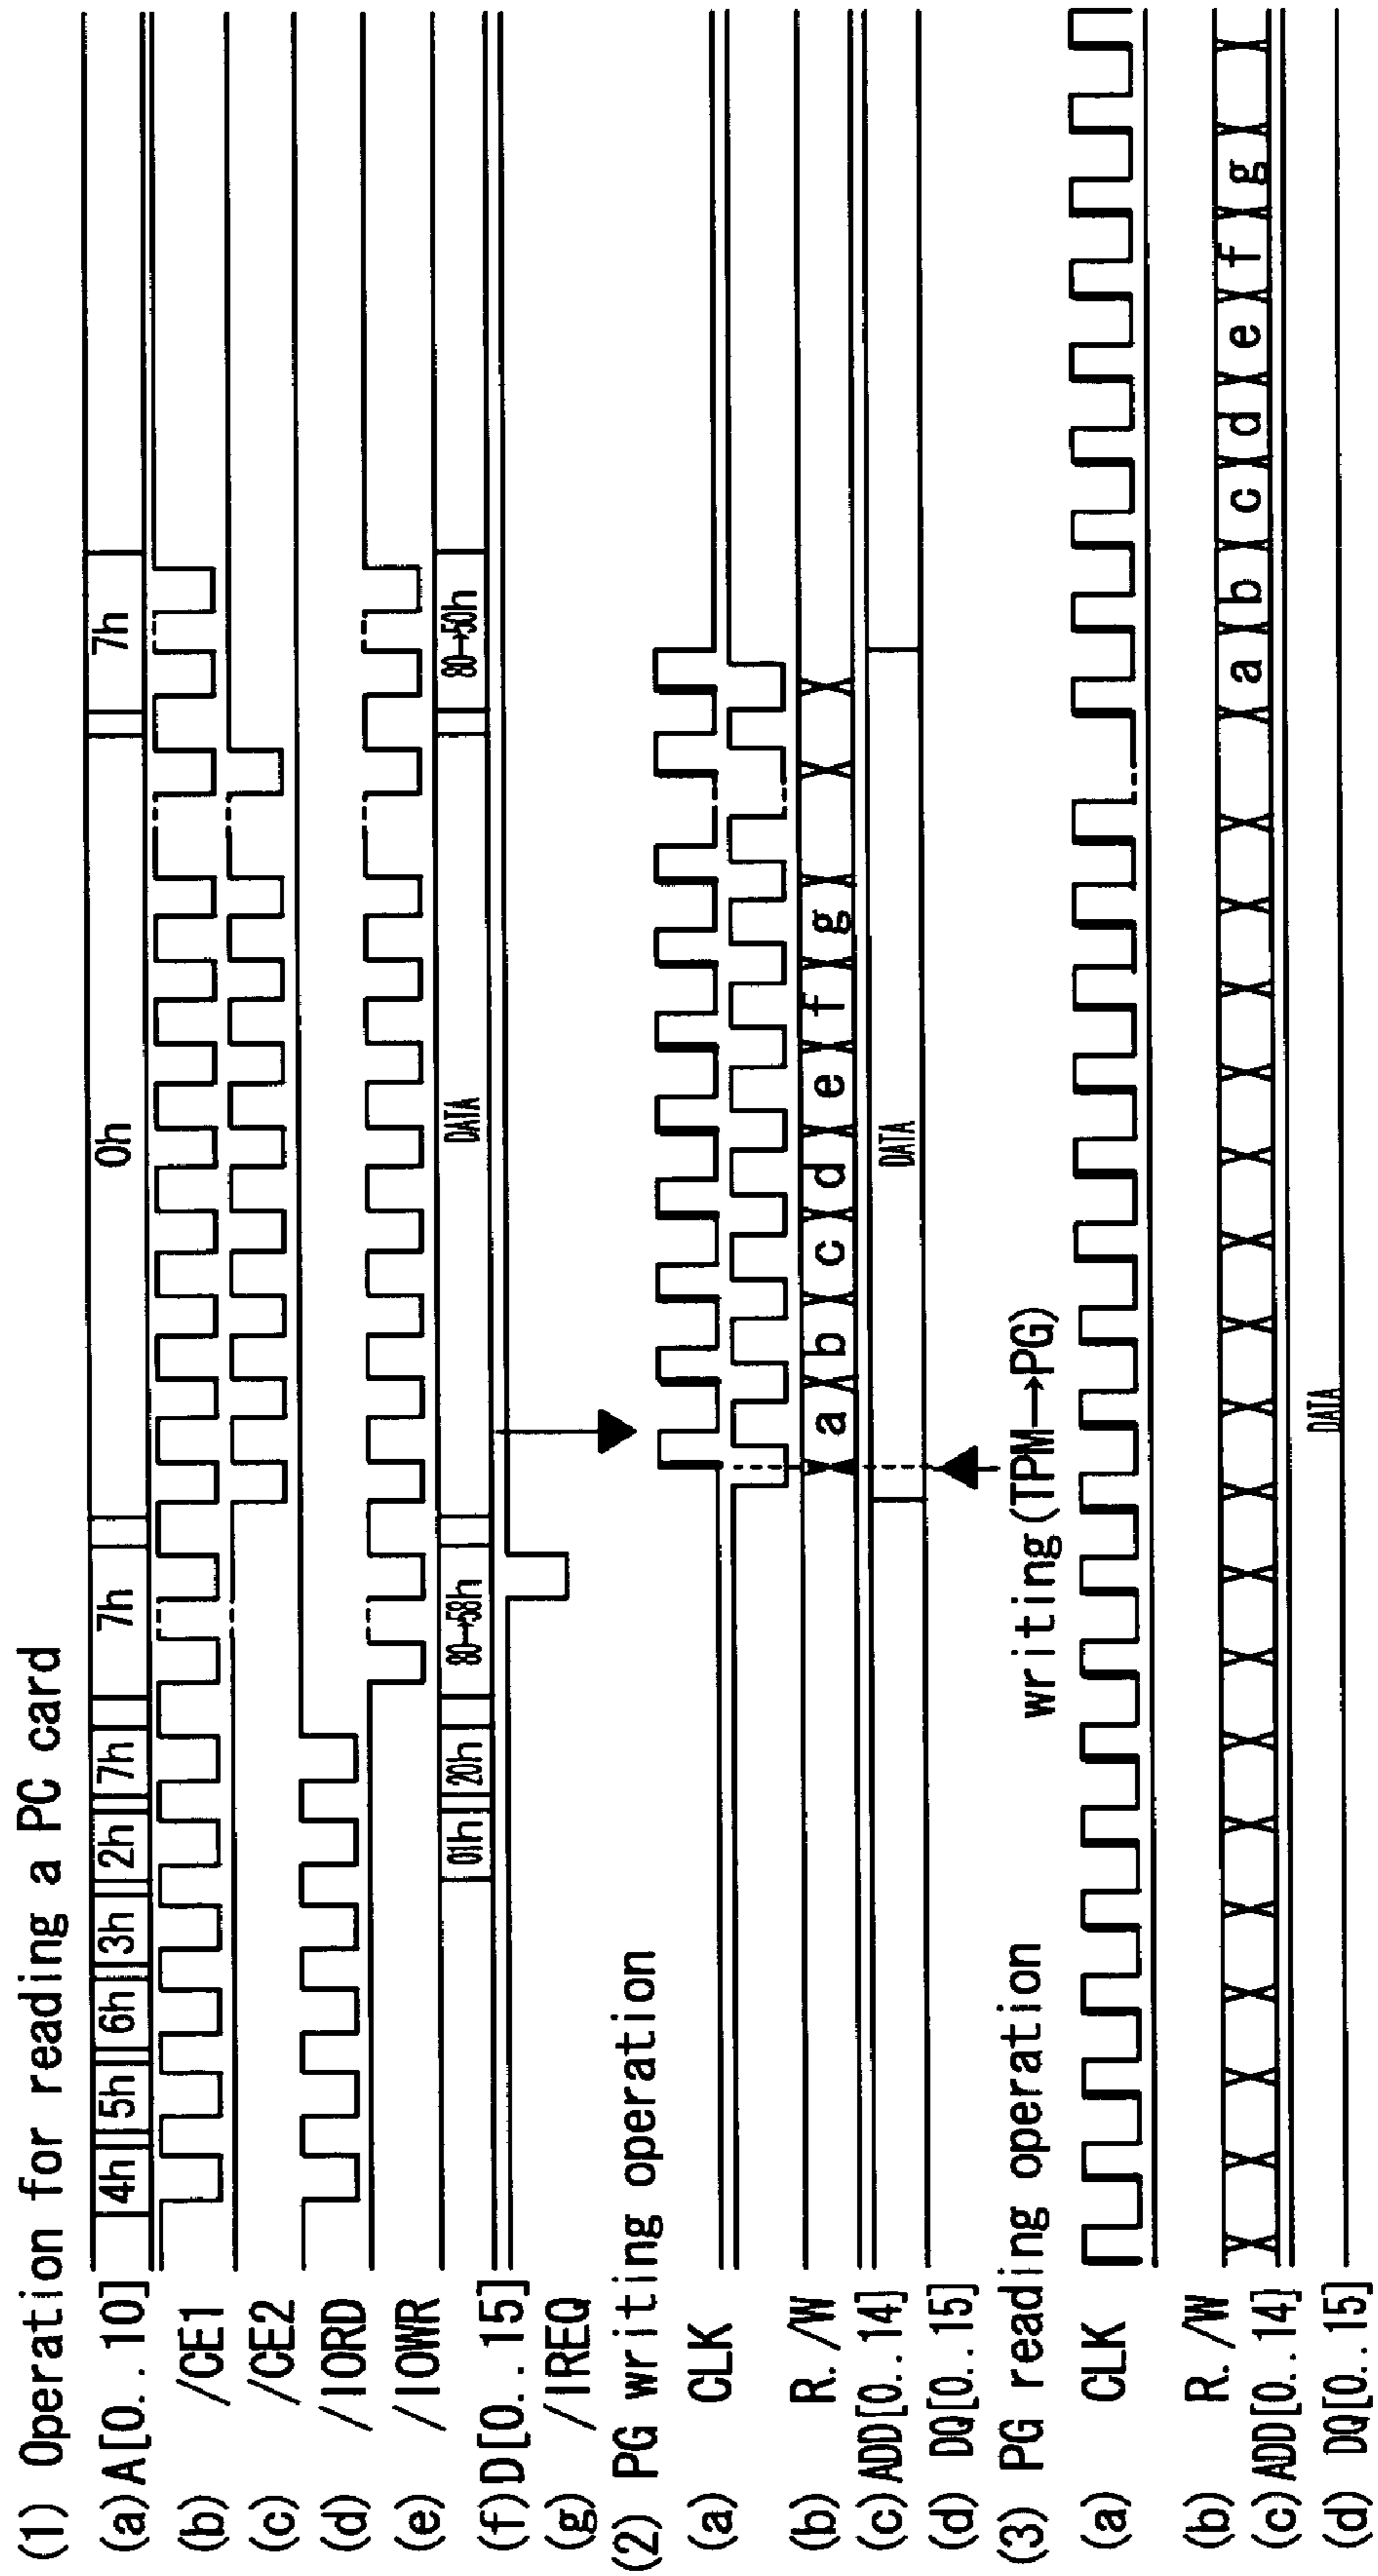 (1) Operation for reading a PC card
(a) A[0..10] 4h 5h 6h 3h 2h 7h 7h 0h 7h
(b) /CE1
(c) /CE2
(d) /IORD
(e) /IOWR
(f) D[0..15] 01h 20h 80→58h DATA 80→50h
(g) /IREQ
(2) PG writing operation
(a) CLK
(b) R./W
(c) ADD[0..14] a b c d e f g
(d) DQ[0..15] DATA
writing(TPM→PG)
(3) PG reading operation
(a) CLK
(b) R./W
(c) ADD[0..14] a b c d e f g
(d) DQ[0..15] DATA